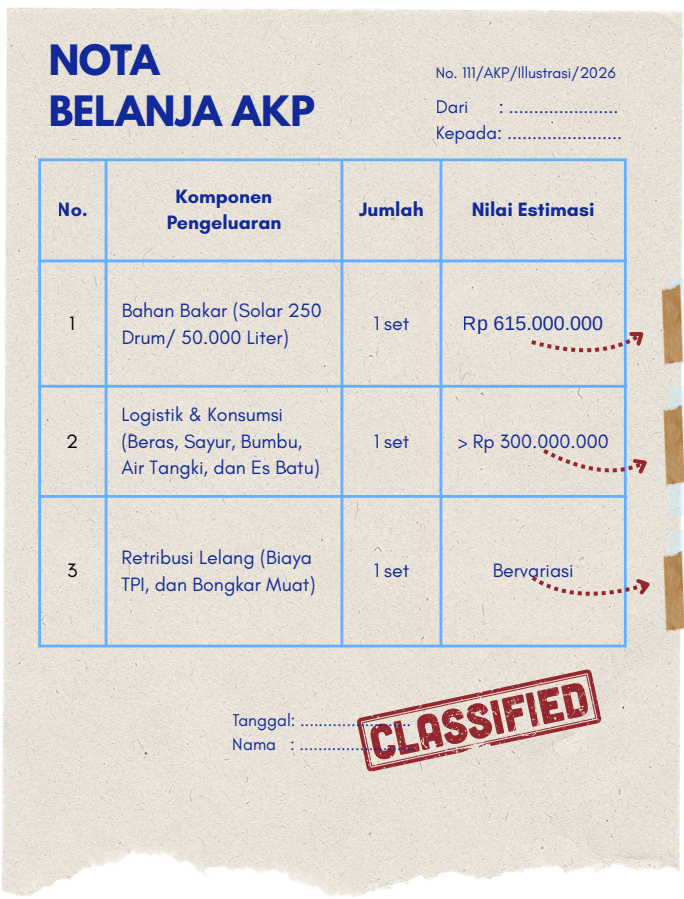 NOTA
BELANJA AKP
No. 111/AKP/Illustrasi/2026
Dari : ......................
Kepada: .......................
No.
Komponen
Pengeluaran
Jumlah
Nilai Estimasi
1
Bahan Bakar (Solar 250
Drum/ 50.000 Liter)
1 set
Rp 615.000.000
2
Logistik & Konsumsi
(Beras, Sayur, Bumbu,
Air Tangki, dan Es Batu)
1 set
> Rp 300.000.000
3
Retribusi Lelang (Biaya
TPI, dan Bongkar Muat)
1 set
Bervariasi
Tanggal: ......................
Nama : .......................
CLASSIFIED